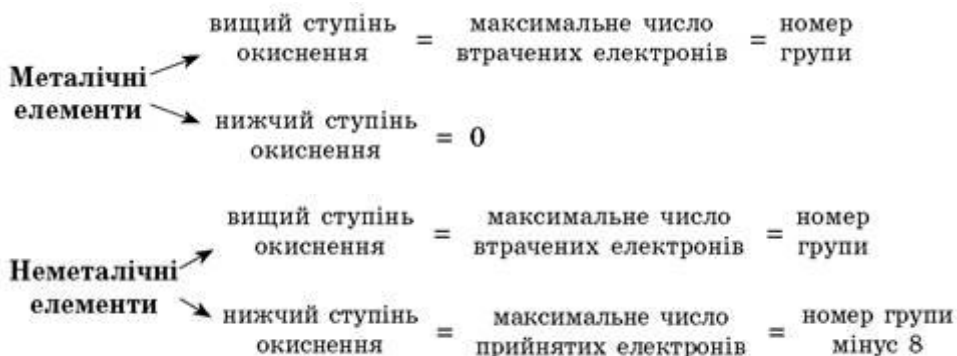 вищий ступінь
окиснення
=
максимальне число
втрачених електронів
=
номер
групи
Металічні
елементи
нижчий ступінь
окиснення
= 0
вищий ступінь
окиснення
=
максимальне число
втрачених електронів
=
номер
групи
Неметалічні
елементи
нижчий ступінь
окиснення
=
максимальне число
прийнятих електронів
=
номер групи
мінус 8